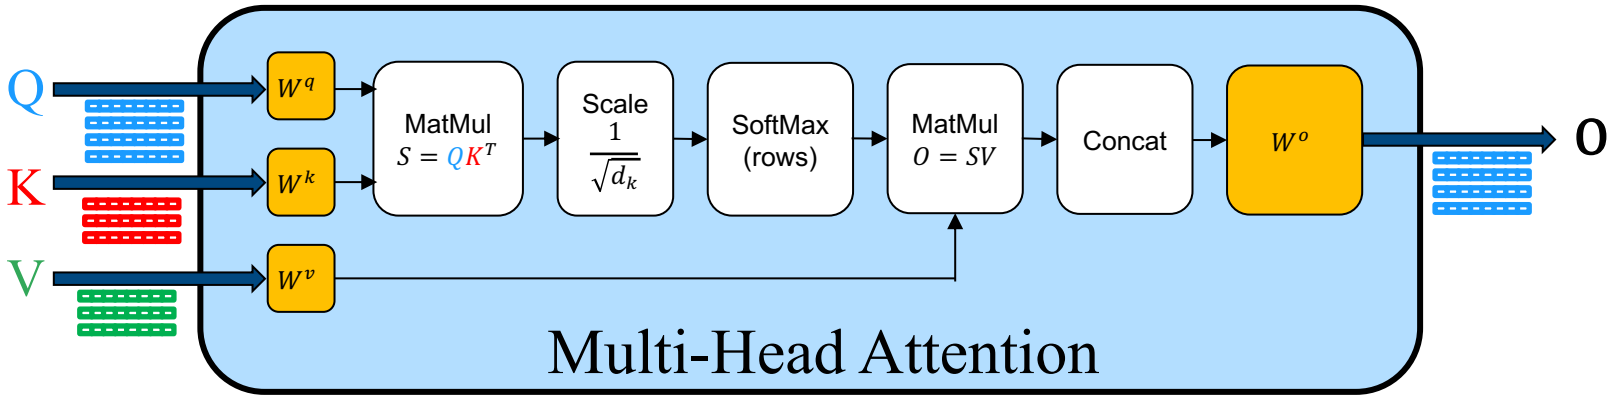 Q
K
V
W^q
W^k
W^v
MatMul
S = QK^T
Scale
1
√d_k
SoftMax
(rows)
MatMul
O = SV
Concat
W^o
O
Multi-Head Attention